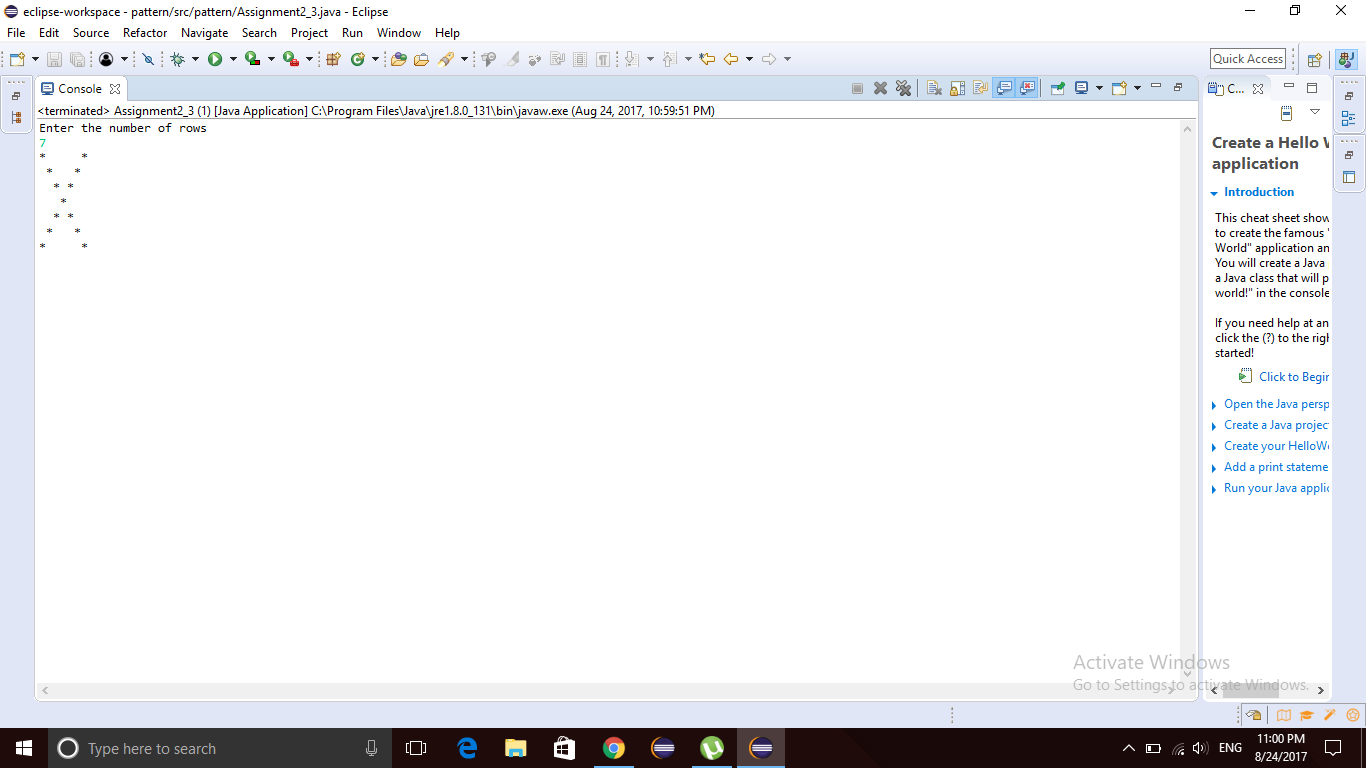 eclipse-workspace - pattern/src/pattern/Assignment2_3.java - Eclipse
File Edit Source Refactor Navigate Search Project Run Window Help
Quick Access
Console
C...
<terminated> Assignment2_3 (1) [Java Application] C:\Program Files\Java\jre1.8.0_131\bin\javaw.exe (Aug 24, 2017, 10:59:51 PM)
Enter the number of rows
7
*     *
 *   *
  * *
   *
  * *
 *   *
*     *
Create a Hello W
application
Introduction
This cheat sheet show
to create the famous "
World" application an
You will create a Java
a Java class that will p
world!" in the console
If you need help at an
click the (?) to the righ
started!
Click to Begin
Open the Java persp
Create a Java projec
Create your HelloWo
Add a print stateme
Run your Java applic
Activate Windows
Go to Settings to activate Windows.
Type here to search
ENG
11:00 PM
8/24/2017